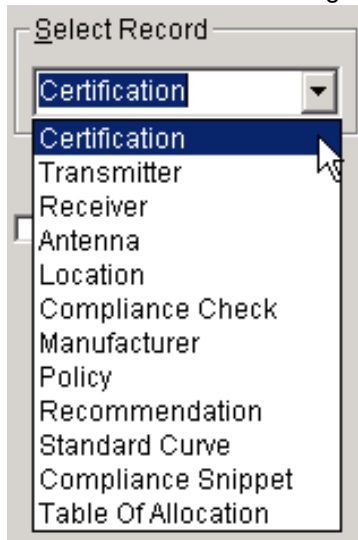 Select Record
Certification
Certification
Transmitter
Receiver
Antenna
Location
Compliance Check
Manufacturer
Policy
Recommendation
Standard Curve
Compliance Snippet
Table Of Allocation